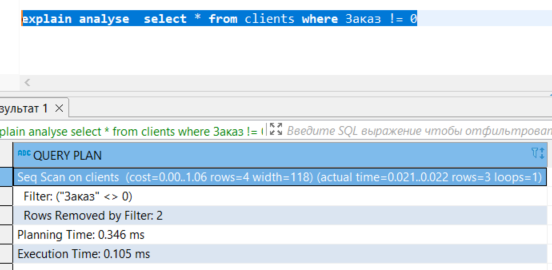 explain analyse select * from clients where Заказ != 0
зультат 1
plain analyse select * from clients where Заказ !=
Введите SQL выражение чтобы отфильтроват
ABC QUERY PLAN
Seq Scan on clients (cost=0.00..1.06 rows=4 width=118) (actual time=0.021..0.022 rows=3 loops=1)
Filter: ("Заказ" <> 0)
Rows Removed by Filter: 2
Planning Time: 0.346 ms
Execution Time: 0.105 ms